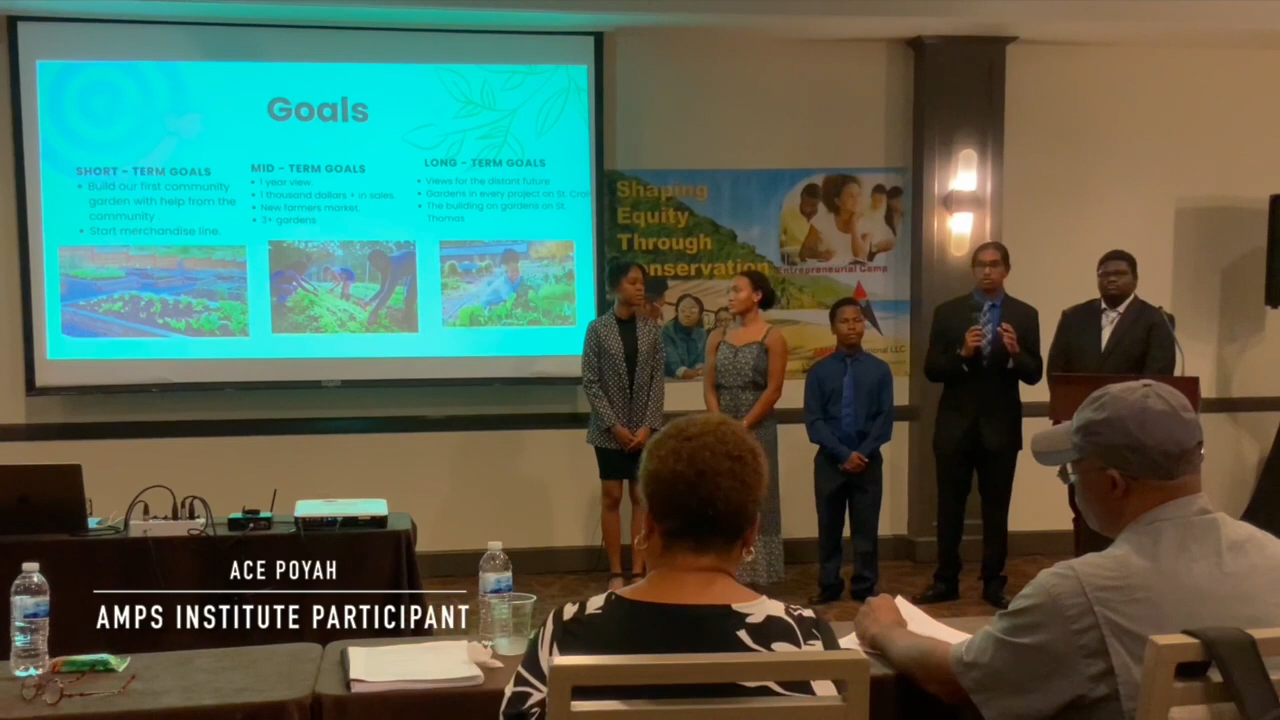 Goals
SHORT - TERM GOALS
• Build our first community
garden with help from the
community
• Start merchandise line.
MID - TERM GOALS
• 1 year view.
• 1 thousand dollars + in sales.
• New farmers market.
• 3+ gardens
LONG - TERM GOALS
• Views for the distant future.
• Gardens in every project on St. Croi
• The building on gardens on St.
Thomas
Shaping
Equity
Through
onservation
Entrepreneurial Camp
LLC
ACE POYAH
AMPS INSTITUTE PARTICIPANT